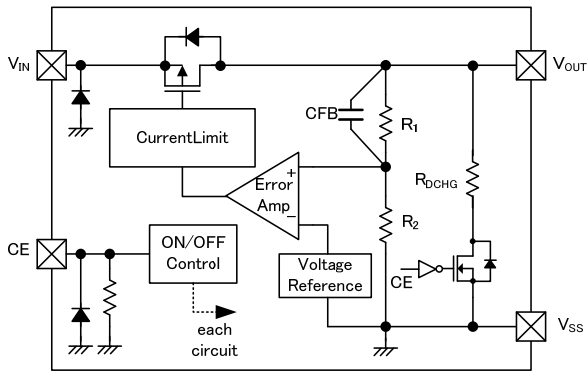 VIN
VOUT
CFB
R1
CurrentLimit
RDCHG
+
Error
Amp
−
R2
CE
ON/OFF
Control
Voltage
Reference
CE
each
circuit
VSS